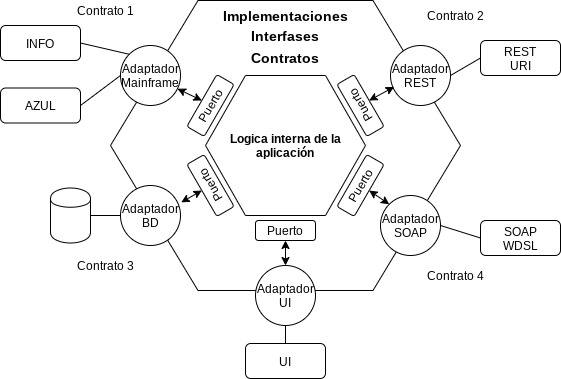 Contrato 1
Implementaciones
Interfases
Contratos
Contrato 2
INFO
Adaptador
Mainframe
Puerto
Puerto
Adaptador
REST
REST
URI
AZUL
Logica interna de la
aplicación
Adaptador
BD
Puerto
Puerto
Adaptador
SOAP
Puerto
SOAP
WDSL
Contrato 3
Contrato 4
Adaptador
UI
UI